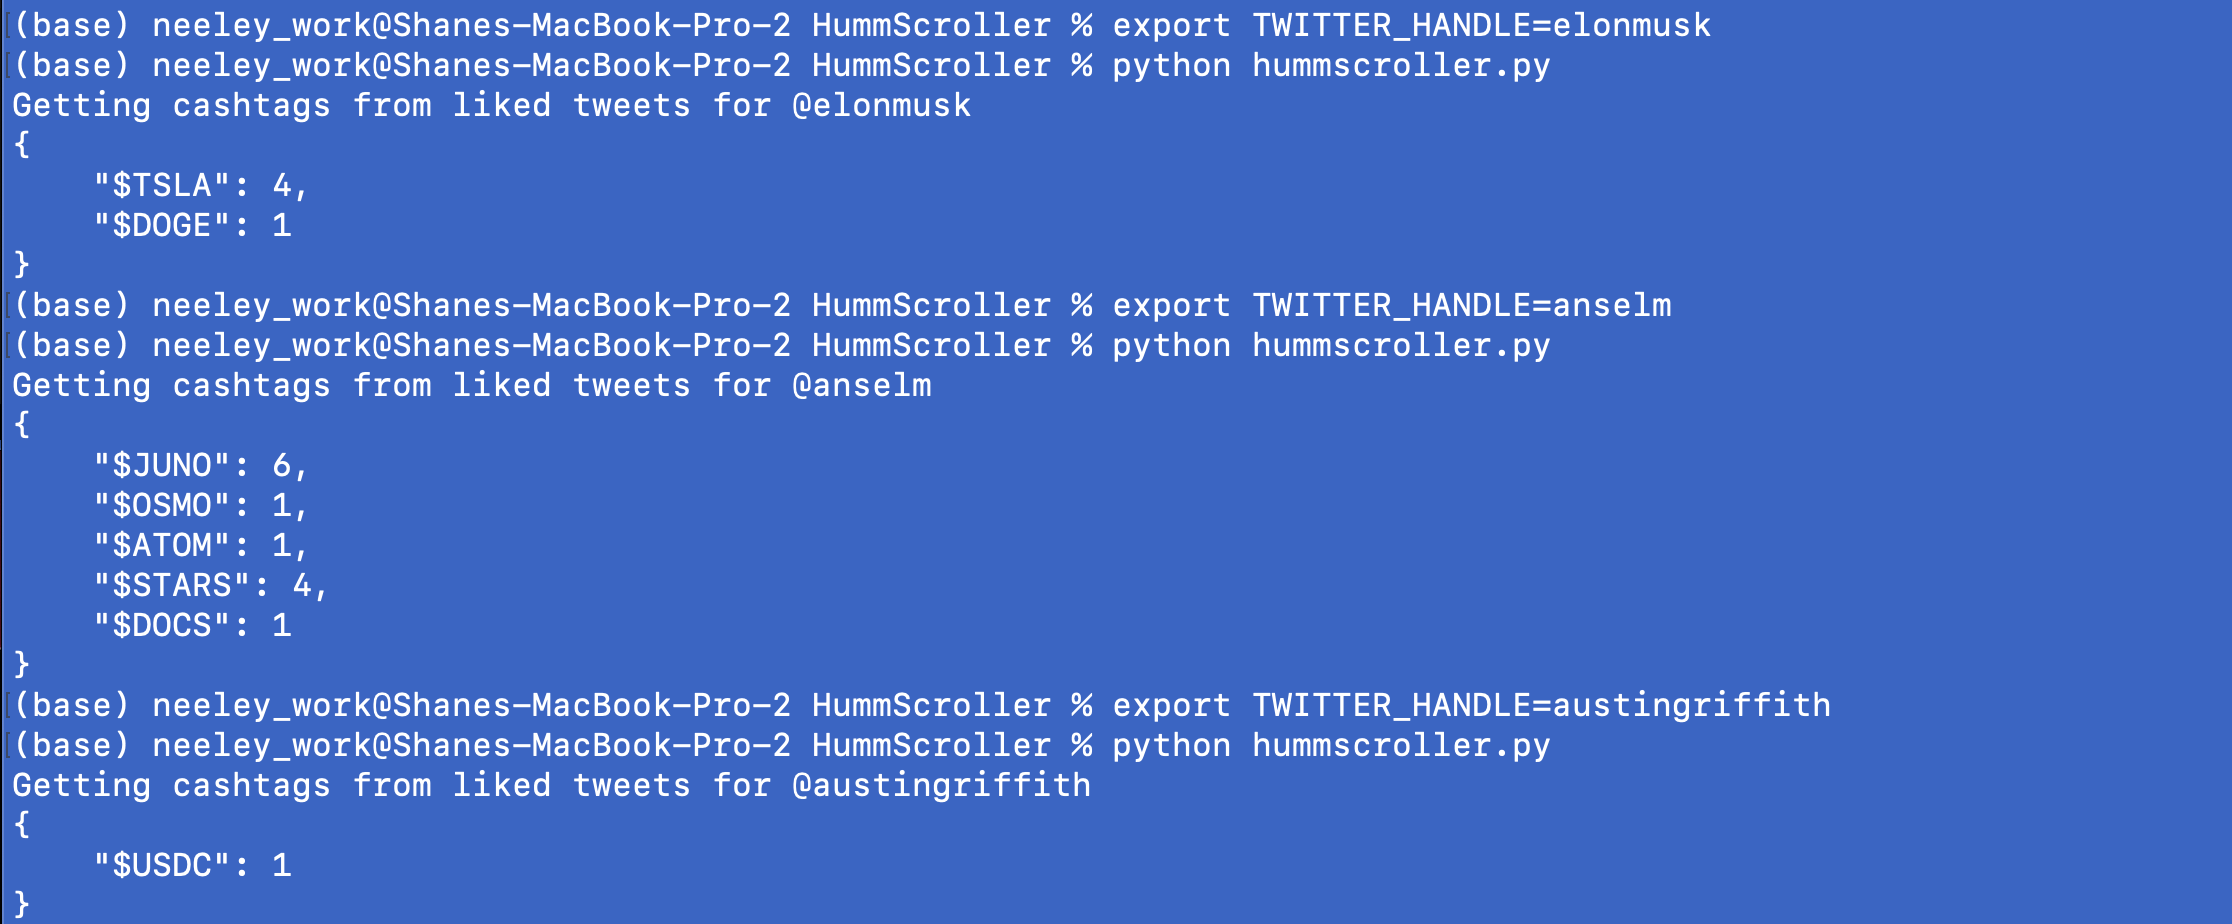 (base) neeley_work@Shanes-MacBook-Pro-2 HummScroller % export TWITTER_HANDLE=elonmusk
(base) neeley_work@Shanes-MacBook-Pro-2 HummScroller % python hummscroller.py
Getting cashtags from liked tweets for @elonmusk
{
    "$TSLA": 4,
    "$DOGE": 1
}
(base) neeley_work@Shanes-MacBook-Pro-2 HummScroller % export TWITTER_HANDLE=anselm
(base) neeley_work@Shanes-MacBook-Pro-2 HummScroller % python hummscroller.py
Getting cashtags from liked tweets for @anselm
{
    "$JUNO": 6,
    "$OSMO": 1,
    "$ATOM": 1,
    "$STARS": 4,
    "$DOCS": 1
}
(base) neeley_work@Shanes-MacBook-Pro-2 HummScroller % export TWITTER_HANDLE=austingriffith
(base) neeley_work@Shanes-MacBook-Pro-2 HummScroller % python hummscroller.py
Getting cashtags from liked tweets for @austingriffith
{
    "$USDC": 1
}